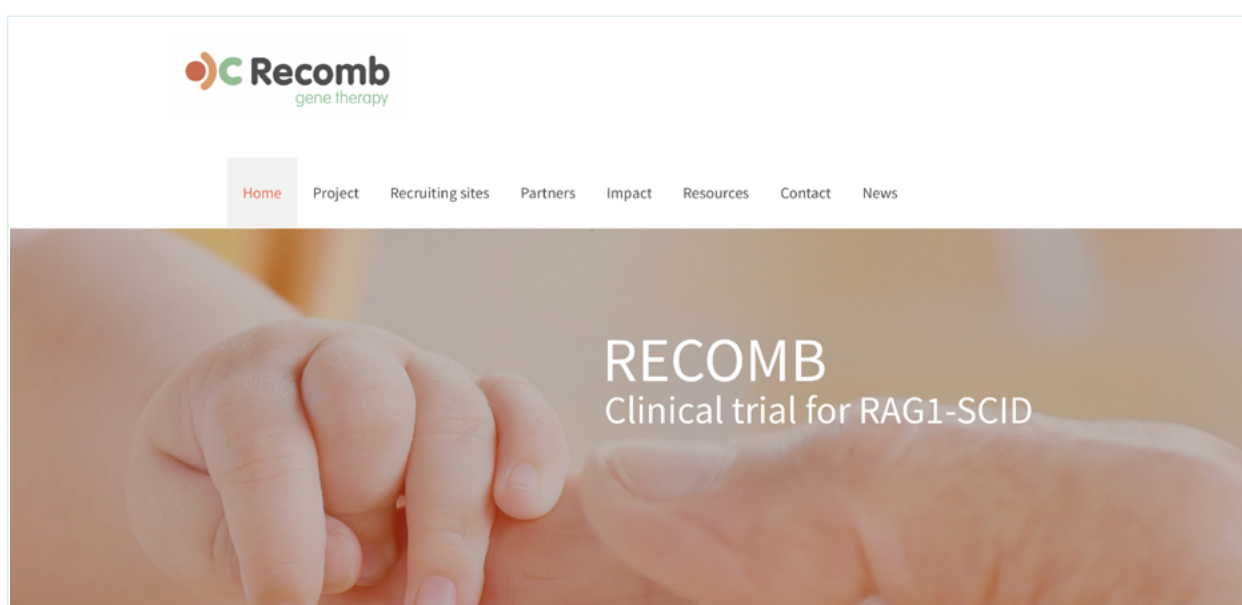 C Recomb
gene therapy
Home Project Recruiting sites Partners Impact Resources Contact News
RECOMB
Clinical trial for RAG1-SCID